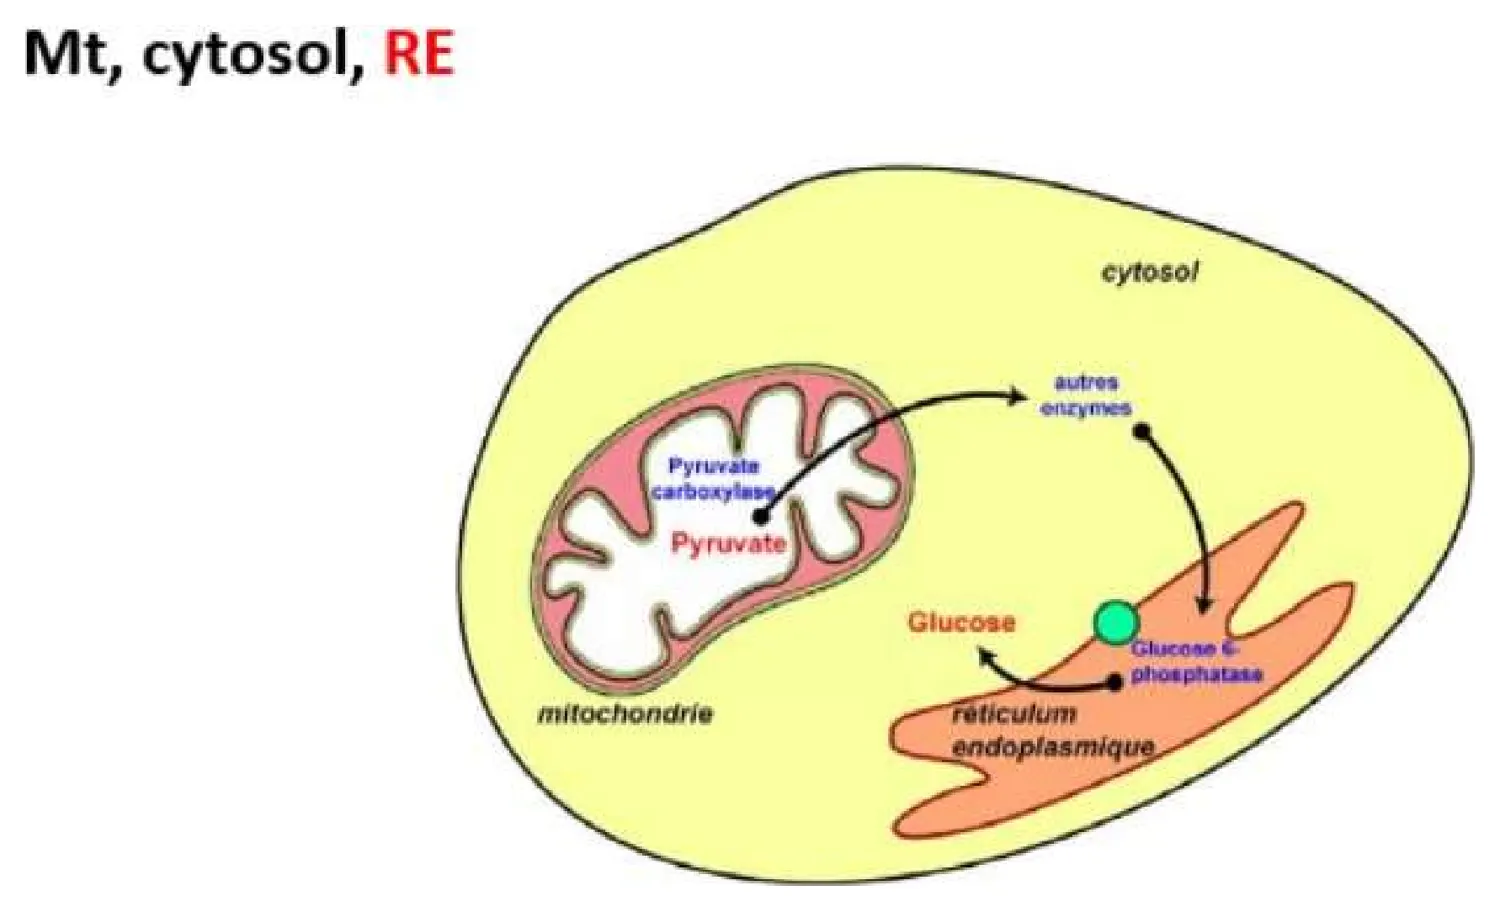 Mt, cytosol, RE
cytosol
autres
enzymes
Pyruvate
carboxylase
Pyruvate
Glucose
Glucose 6-
phosphatase
mitochondrie
réticulum
endoplasmique